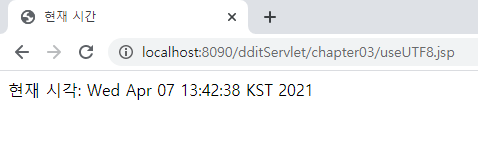 현재 시간
localhost:8090/dditServlet/chapter03/useUTF8.jsp
현재 시각: Wed Apr 07 13:42:38 KST 2021